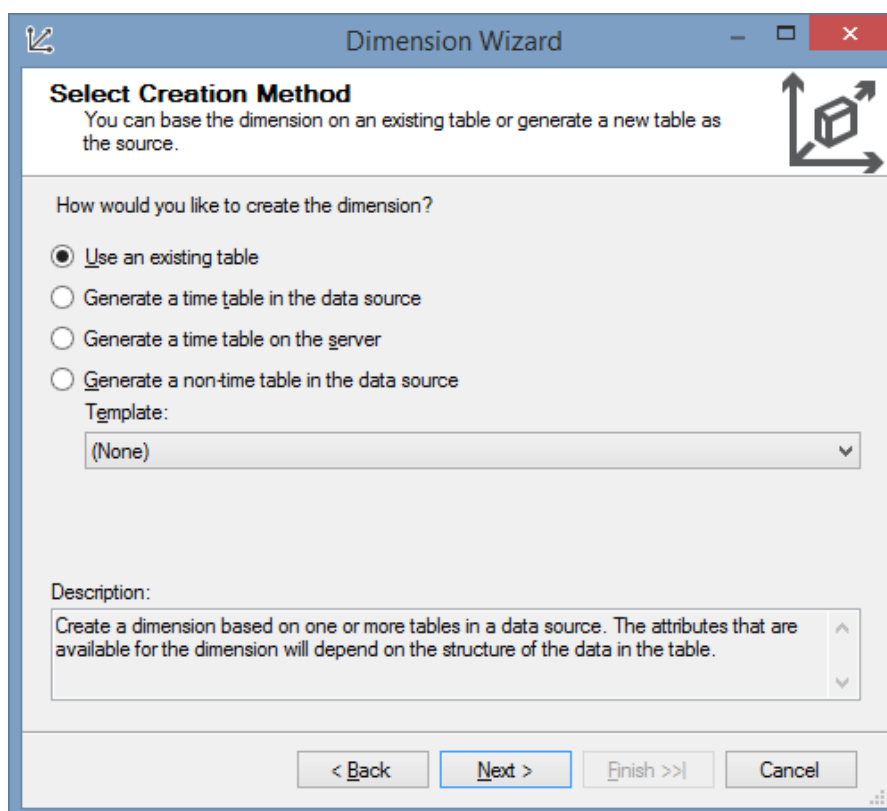 Dimension Wizard
Select Creation Method
You can base the dimension on an existing table or generate a new table as
the source.
How would you like to create the dimension?
Use an existing table
Generate a time table in the data source
Generate a time table on the server
Generate a non-time table in the data source
Template:
(None)
Description:
Create a dimension based on one or more tables in a data source. The attributes that are
available for the dimension will depend on the structure of the data in the table.
< Back Next > Finish >>| Cancel